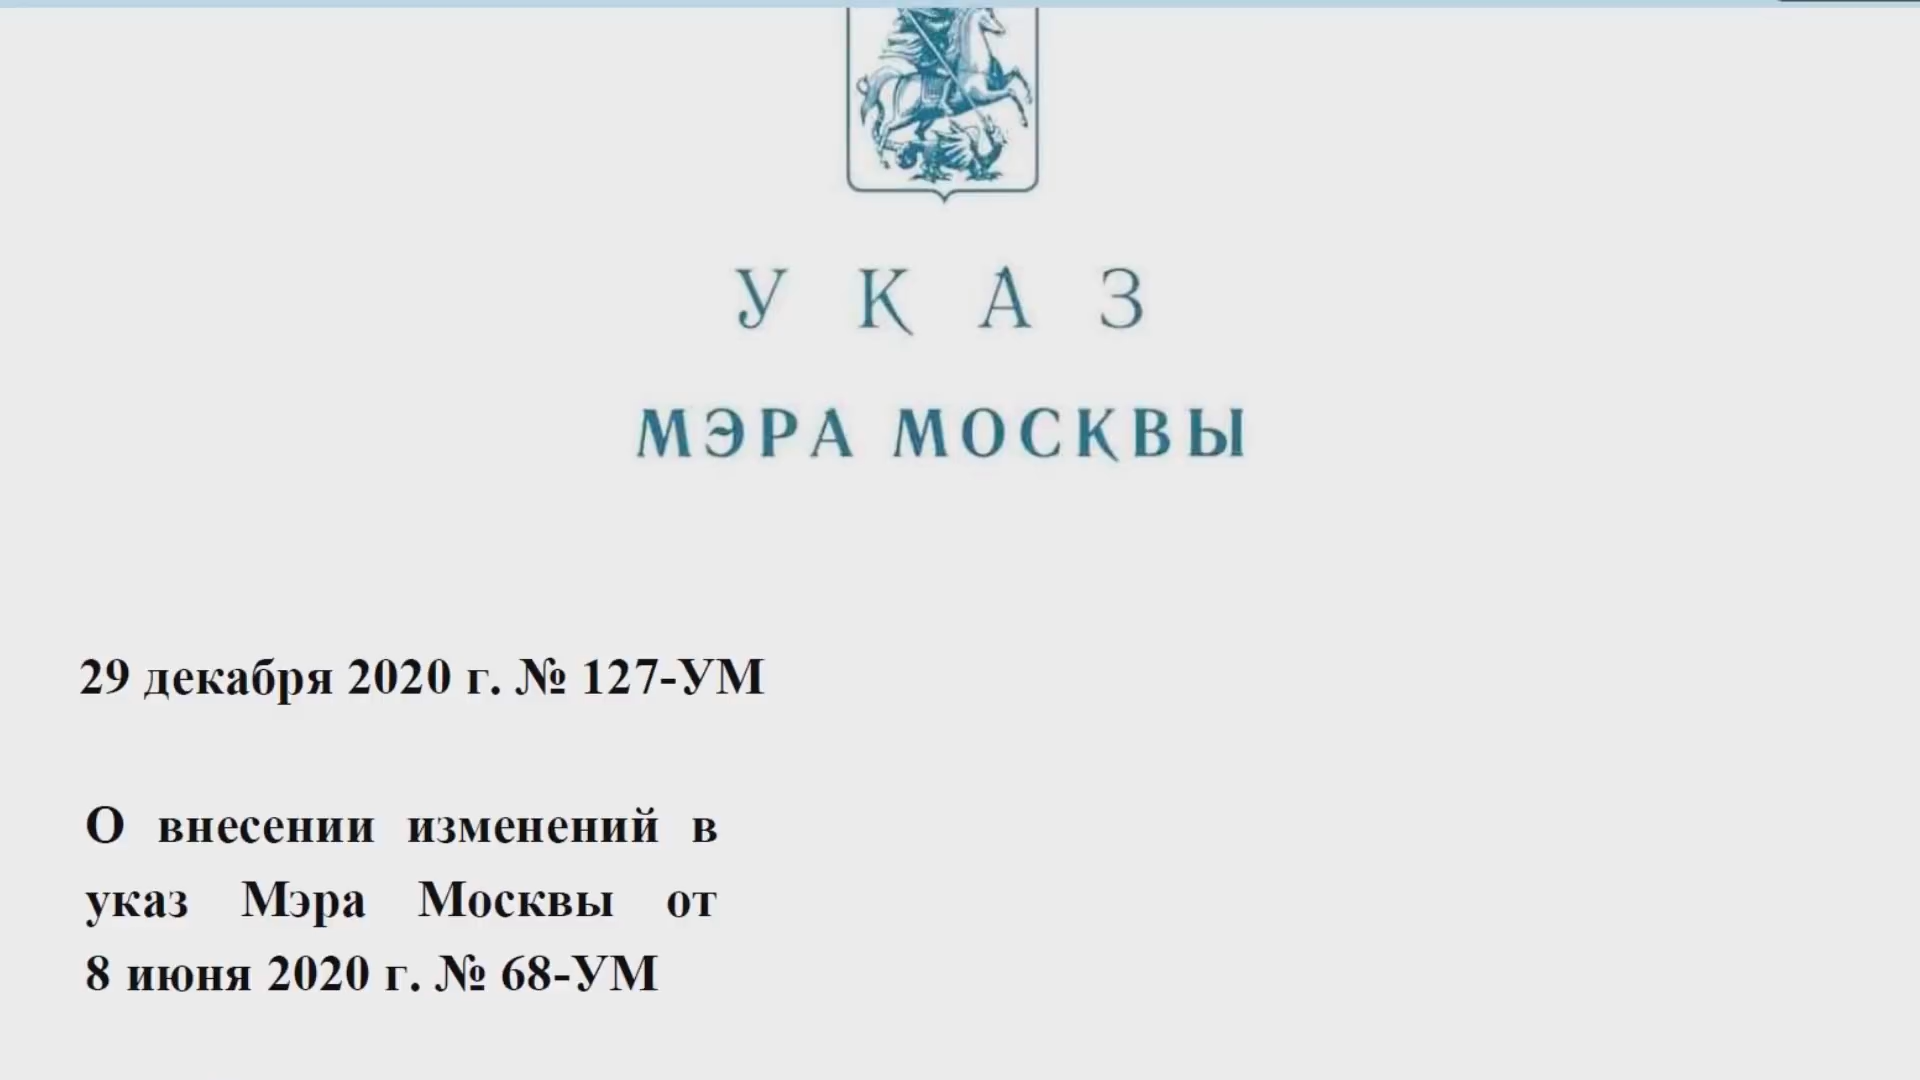 УКАЗ
МЭРА МОСКВЫ
29 декабря 2020 г. № 127-УМ
О внесении изменений в
указ Мэра Москвы от
8 июня 2020 г. № 68-УМ